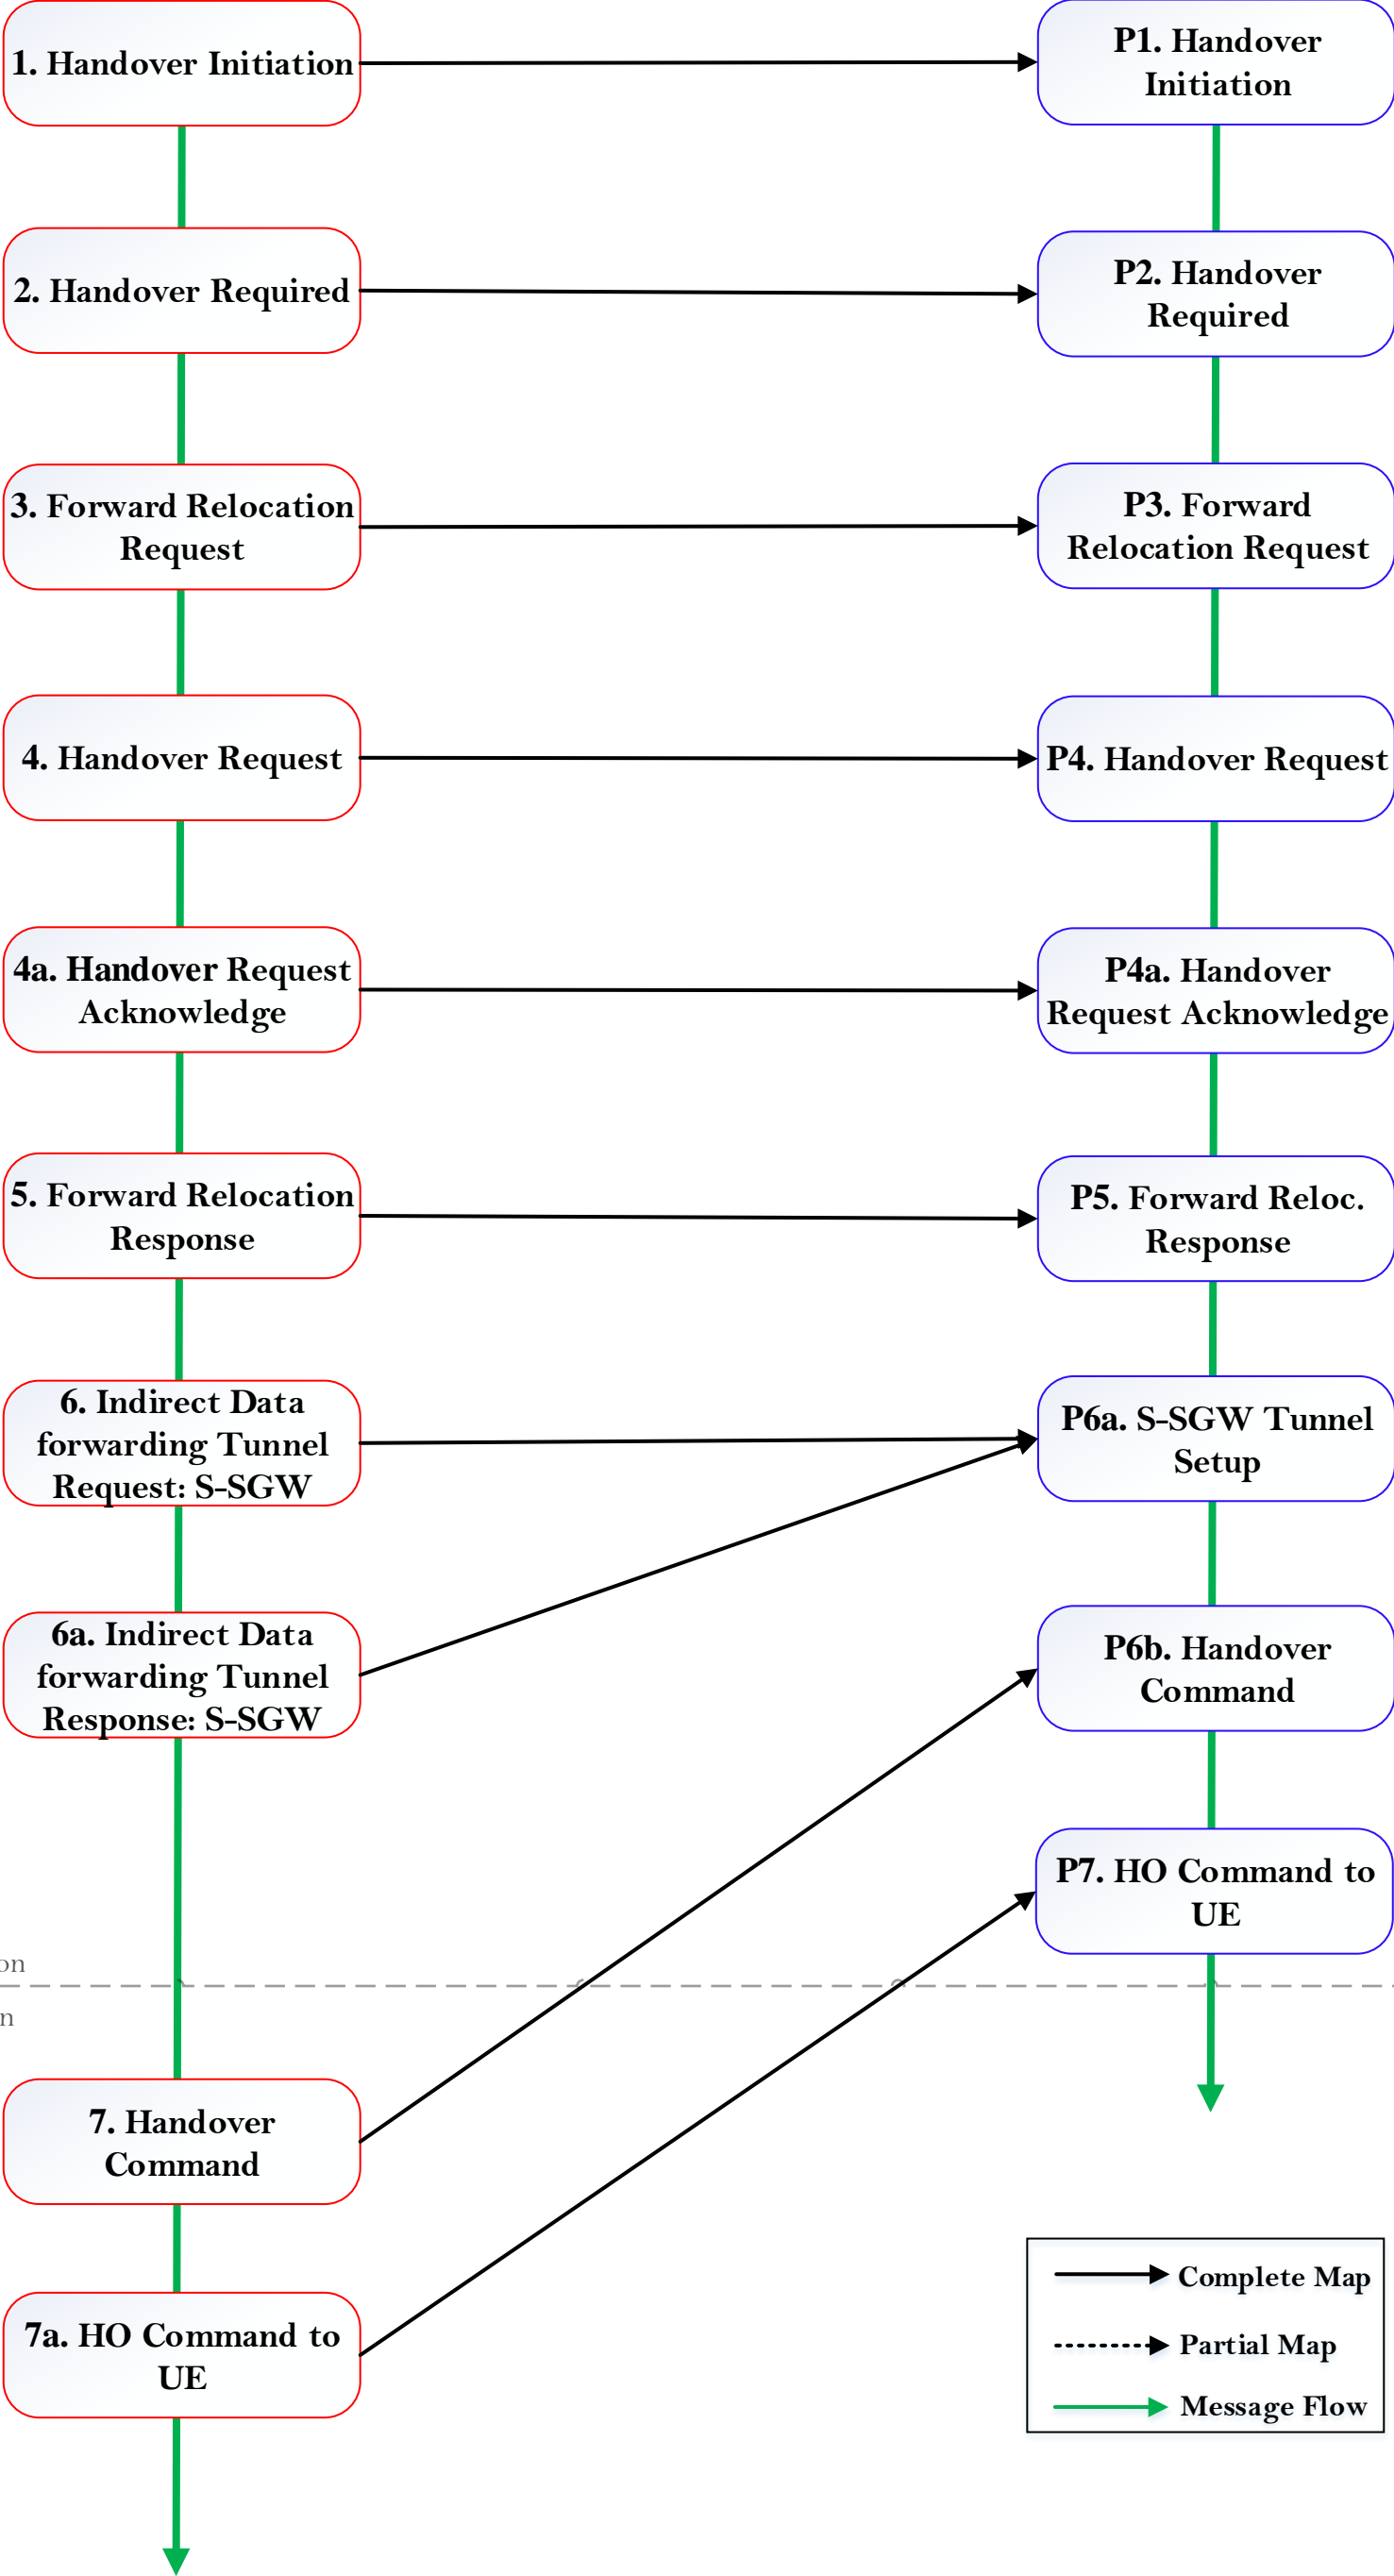 1. Handover Initiation
P1. Handover
Initiation
2. Handover Required
P2. Handover
Required
3. Forward Relocation
Request
P3. Forward
Relocation Request
4. Handover Request
P4. Handover Request
4a. Handover Request
Acknowledge
P4a. Handover
Request Acknowledge
5. Forward Relocation
Response
P5. Forward Reloc.
Response
6. Indirect Data
forwarding Tunnel
Request: S-SGW
P6a. S-SGW Tunnel
Setup
6a. Indirect Data
forwarding Tunnel
Response: S-SGW
P6b. Handover
Command
P7. HO Command to
UE
on
n
7. Handover
Command
7a. HO Command to
UE
Complete Map
Partial Map
Message Flow